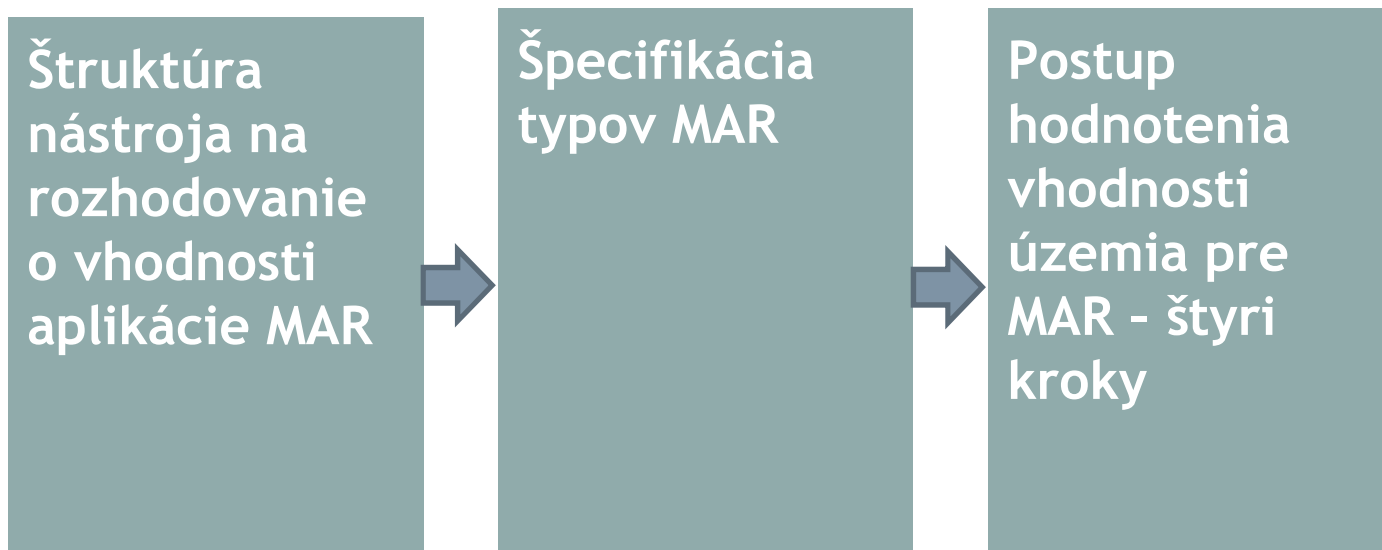 Štruktúra
nástroja na
rozhodovanie
o vhodnosti
aplikácie MAR
Špecifikácia
typov MAR
Postup
hodnotenia
vhodnosti
územia pre
MAR – štyri
kroky